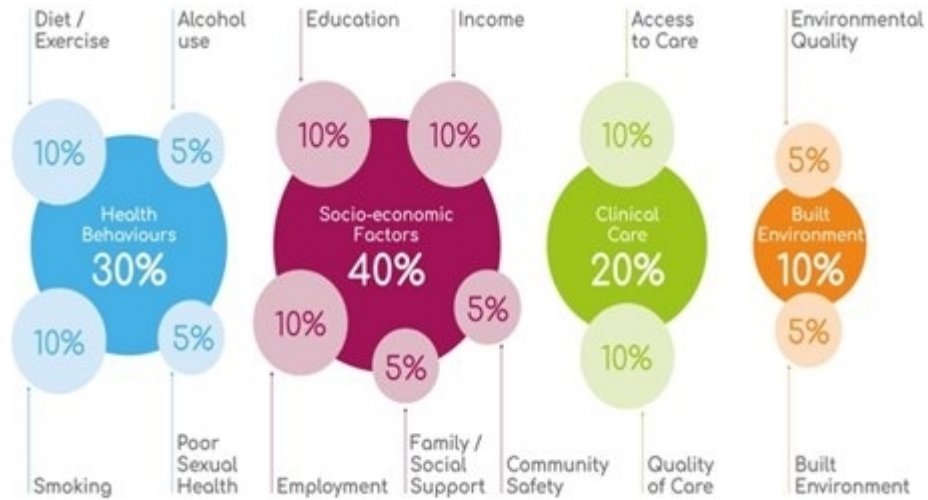 Diet /
Exercise
Alcohol
use
Education
Income
Access
to Care
Environmental
Quality
10%
5%
10%
10%
10%
5%
Health
Behaviours
30%
Socio-economic
Factors
40%
Clinical
Care
20%
Built
Environment
10%
10%
5%
10%
5%
5%
10%
5%
Smoking
Poor
Sexual
Health
Employment
Family /
Social
Support
Community
Safety
Quality
of Care
Built
Environment